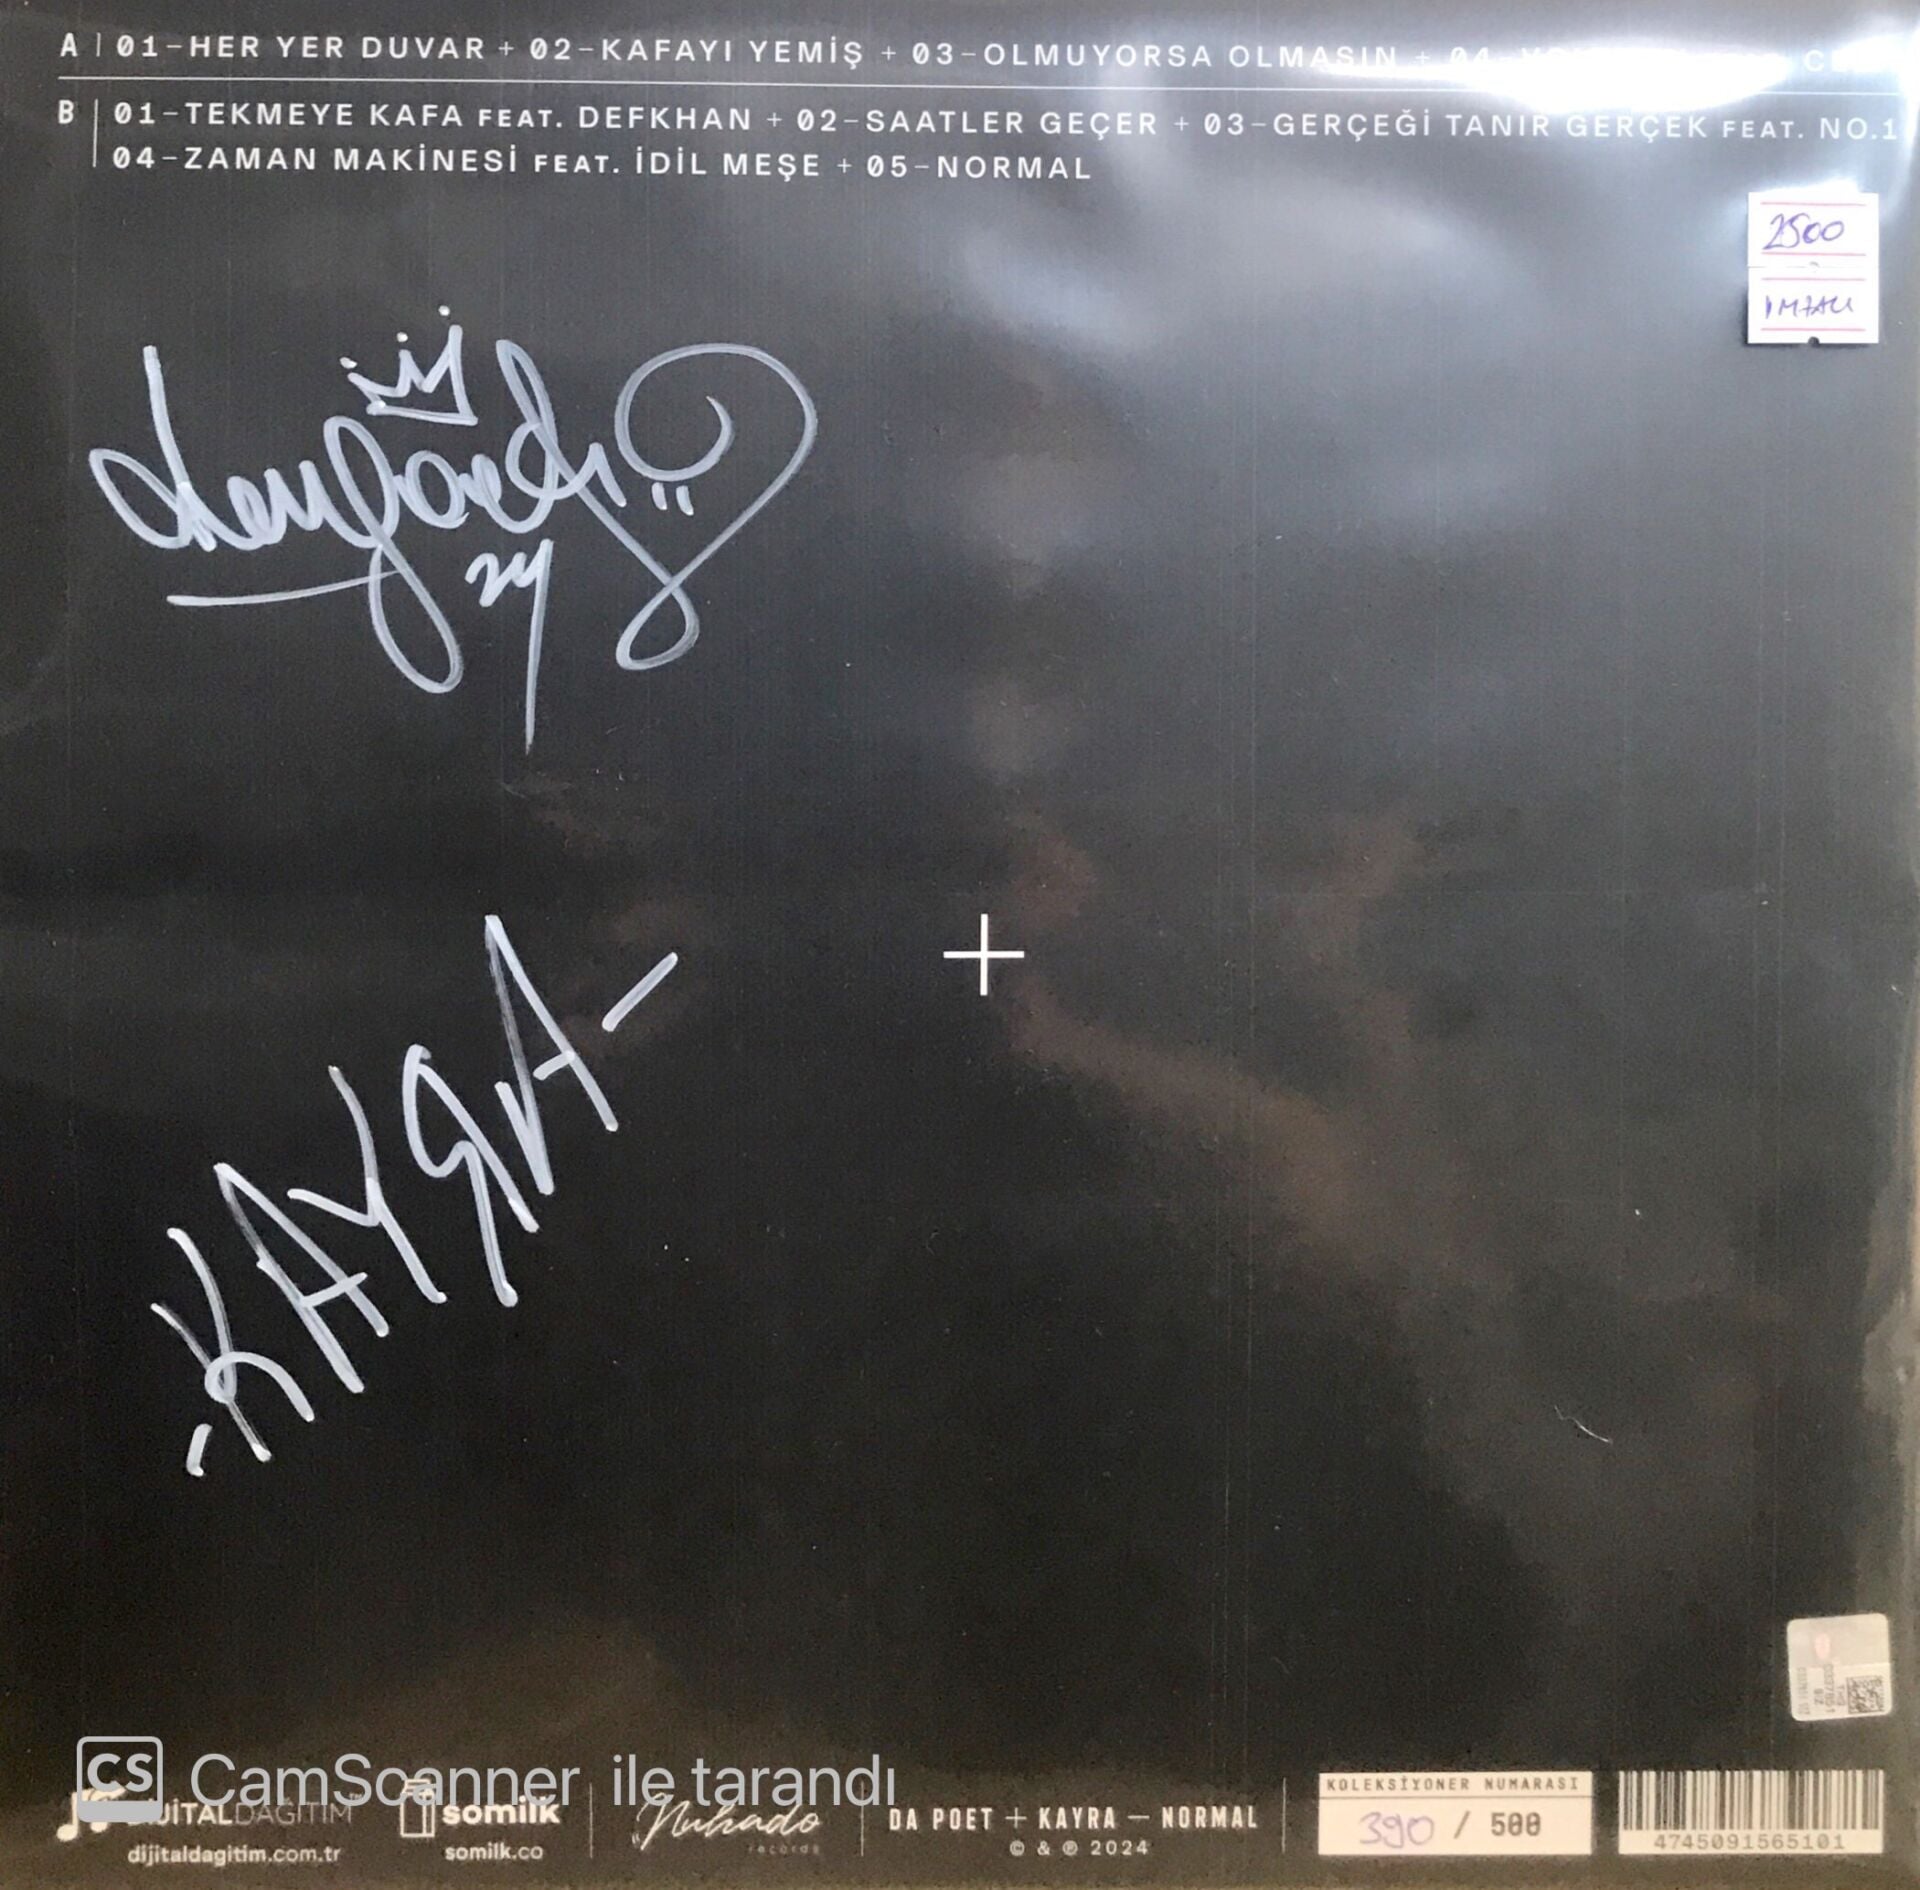 A | 01-HER YER DUVAR + 02-KAFAYI YEMİŞ + 03-OLMUYORSA OLMASIN + 04-
B | 01-TEKMEYE KAFA FEAT. DEFKHAN + 02-SAATLER GEÇER + 03-GERÇEĞİ TANIR GERÇEK FEAT. NO.1
04-ZAMAN MAKİNESİ FEAT. İDİL MEŞE + 05-NORMAL
2500
IMZALI
24
-KAYRA-
CS CamScanner ile tarandı
DİJİTALDAĞITIM
dijitaldagitim.com.tr
somilk
somilk.co
Nuhado
records
DA POET + KAYRA — NORMAL
© & ℗ 2024
KOLEKSİYONER NUMARASI
390 / 500
4745091565101